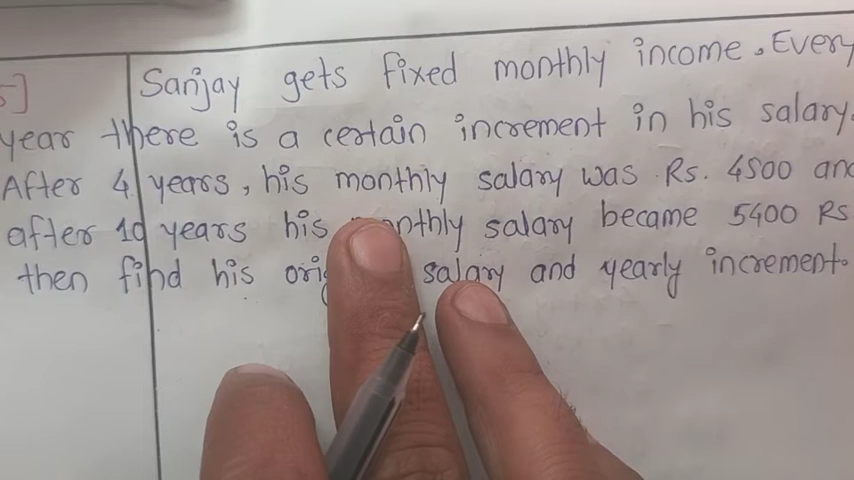 5] Sanjay gets fixed monthly income. Every
year there is a certain increment in his salary.
After 4 years, his monthly salary was Rs. 4500 and
after 10 years his monthly salary became 5400 RS
then find his salary and yearly increment.